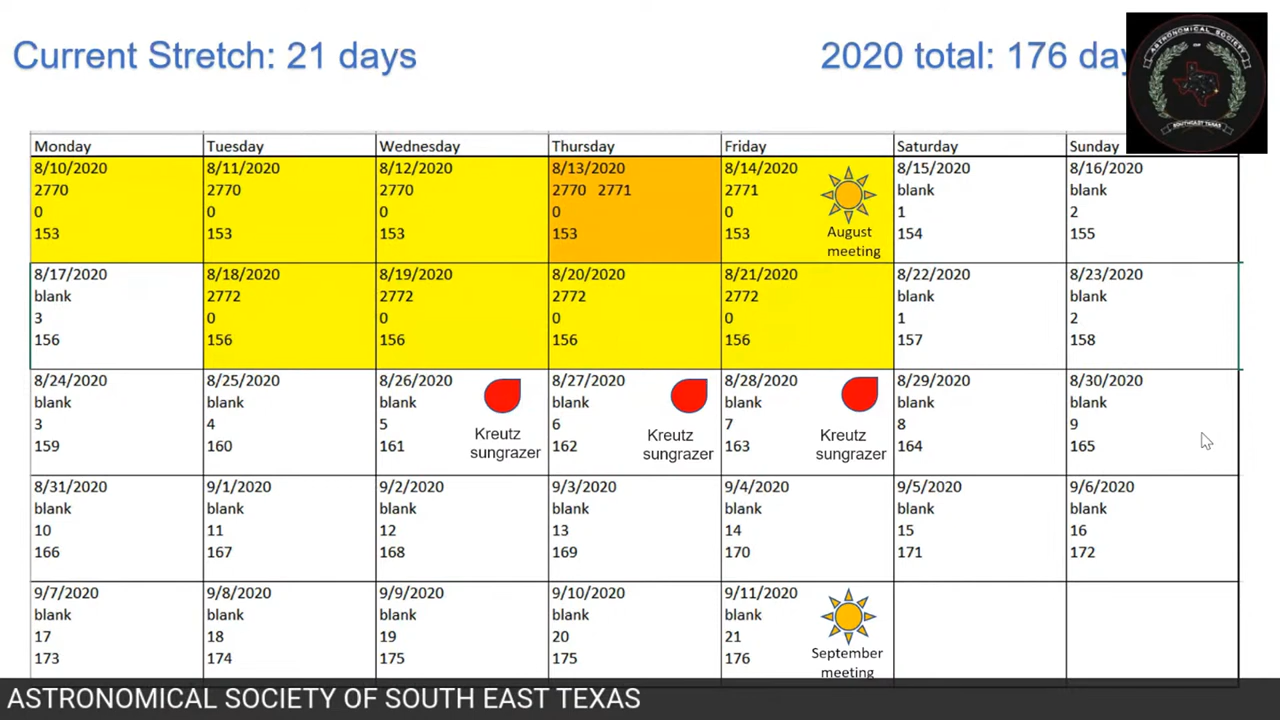 Current Stretch: 21 days
2020 total: 176 day
ASTRONOMICAL SOCIETY
SOUTHEAST TEXAS
Monday Tuesday Wednesday Thursday Friday Saturday Sunday
8/10/2020 8/11/2020 8/12/2020 8/13/2020 8/14/2020 8/15/2020 8/16/2020
2770 2770 2770 2770 2771 2771 blank blank
0 0 0 0 0 1 2
153 153 153 153 153 154 155
August
meeting
8/17/2020 8/18/2020 8/19/2020 8/20/2020 8/21/2020 8/22/2020 8/23/2020
blank 2772 2772 2772 2772 blank blank
3 0 0 0 0 1 2
156 156 156 156 156 157 158
8/24/2020 8/25/2020 8/26/2020 8/27/2020 8/28/2020 8/29/2020 8/30/2020
blank blank blank blank blank blank blank
3 4 5 6 7 8 9
159 160 161 162 163 164 165
Kreutz
sungrazer
Kreutz
sungrazer
Kreutz
sungrazer
8/31/2020 9/1/2020 9/2/2020 9/3/2020 9/4/2020 9/5/2020 9/6/2020
blank blank blank blank blank blank blank
10 11 12 13 14 15 16
166 167 168 169 170 171 172
9/7/2020 9/8/2020 9/9/2020 9/10/2020 9/11/2020
blank blank blank blank blank
17 18 19 20 21
173 174 175 175 176
September
meeting
ASTRONOMICAL SOCIETY OF SOUTH EAST TEXAS